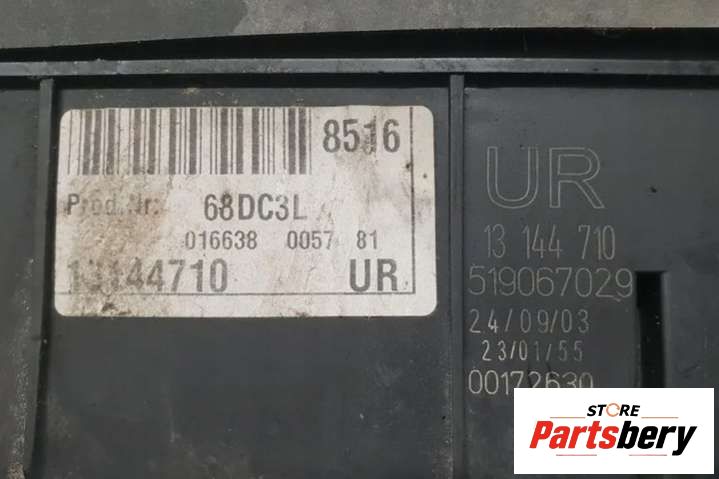 8516
Prod.Nr: 68DC3L
016638 0057 81
13144710 UR
UR
13 144 710
519067029
24/09/03
23/01/55
00172630
STORE
Partsbery